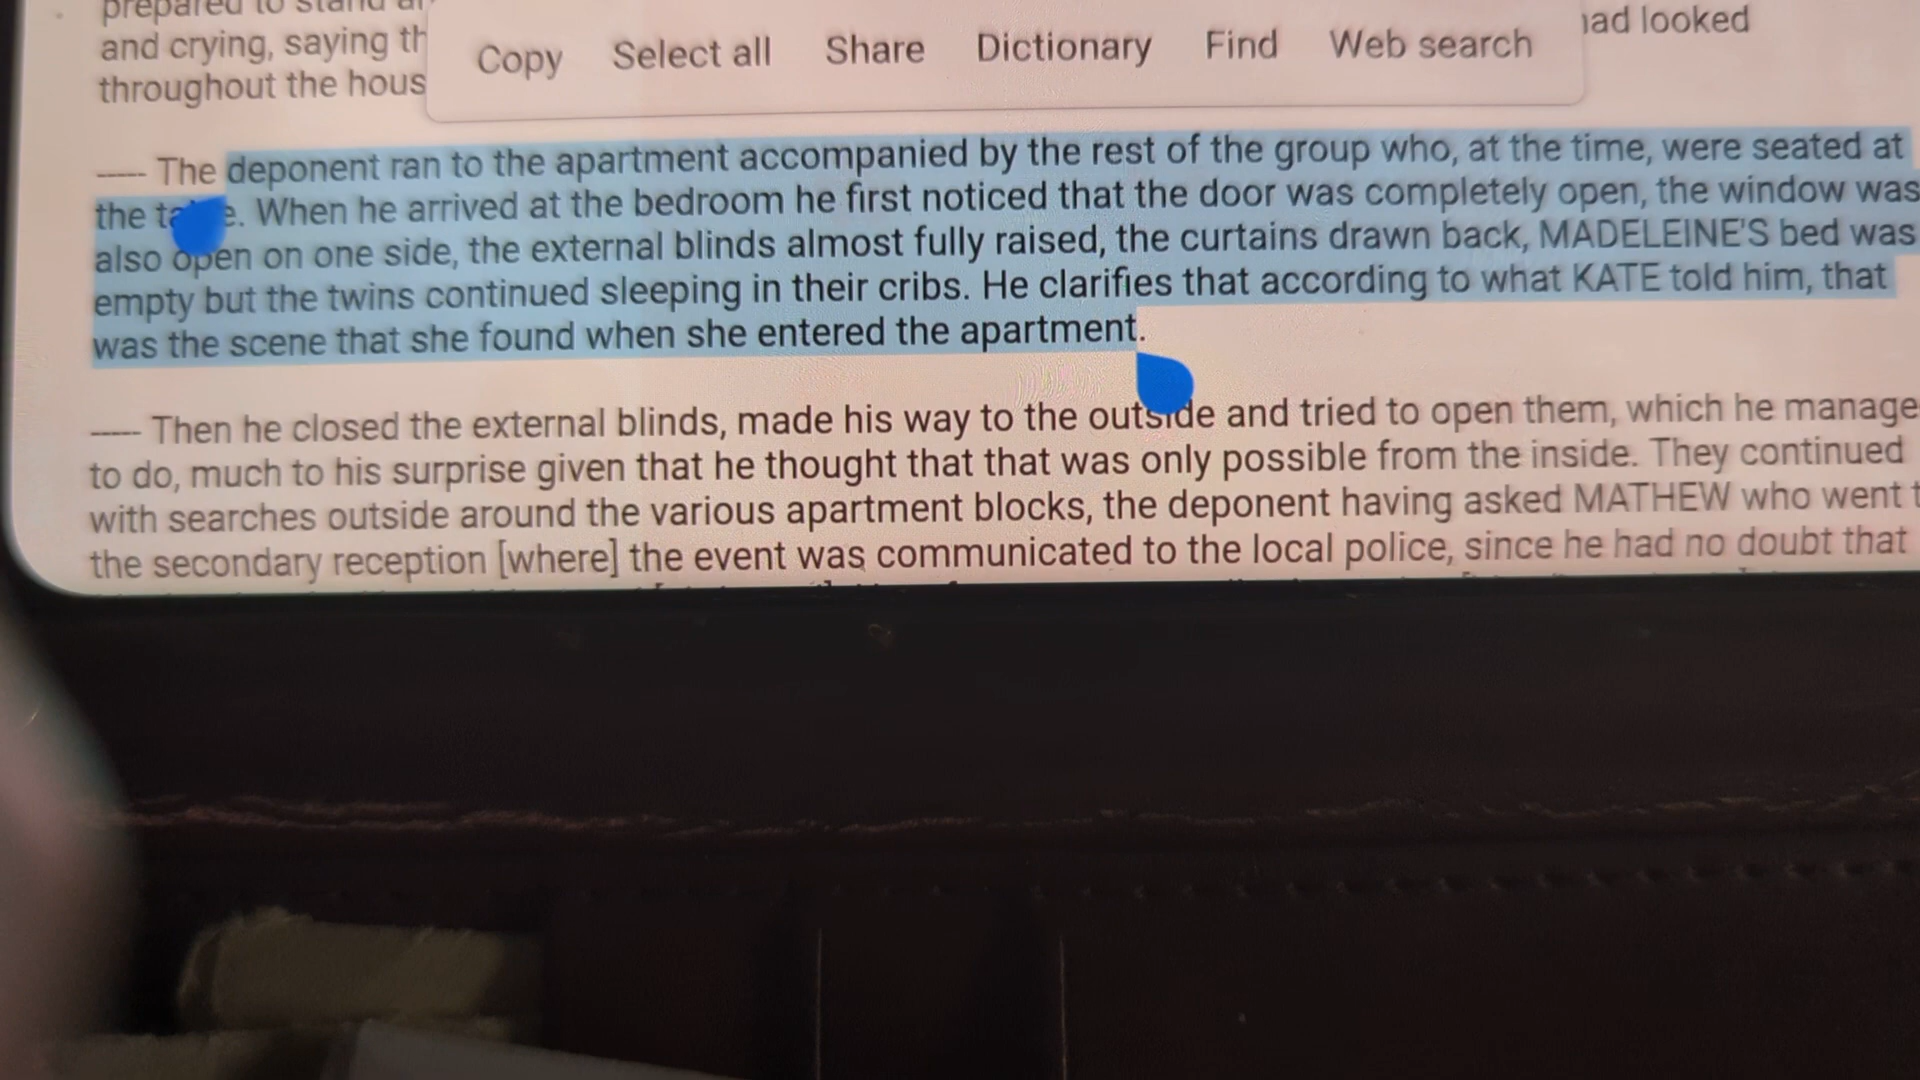 prepared to stand
and crying, saying th
throughout the hous
Copy Select all Share Dictionary Find Web search
had looked
----- The deponent ran to the apartment accompanied by the rest of the group who, at the time, were seated at
the e. When he arrived at the bedroom he first noticed that the door was completely open, the window was
also open on one side, the external blinds almost fully raised, the curtains drawn back, MADELEINE'S bed was
empty but the twins continued sleeping in their cribs. He clarifies that according to what KATE told him, that
was the scene that she found when she entered the apartment.
----- Then he closed the external blinds, made his way to the outside and tried to open them, which he manage
to do, much to his surprise given that he thought that that was only possible from the inside. They continued
with searches outside around the various apartment blocks, the deponent having asked MATHEW who went t
the secondary reception [where] the event was communicated to the local police, since he had no doubt that